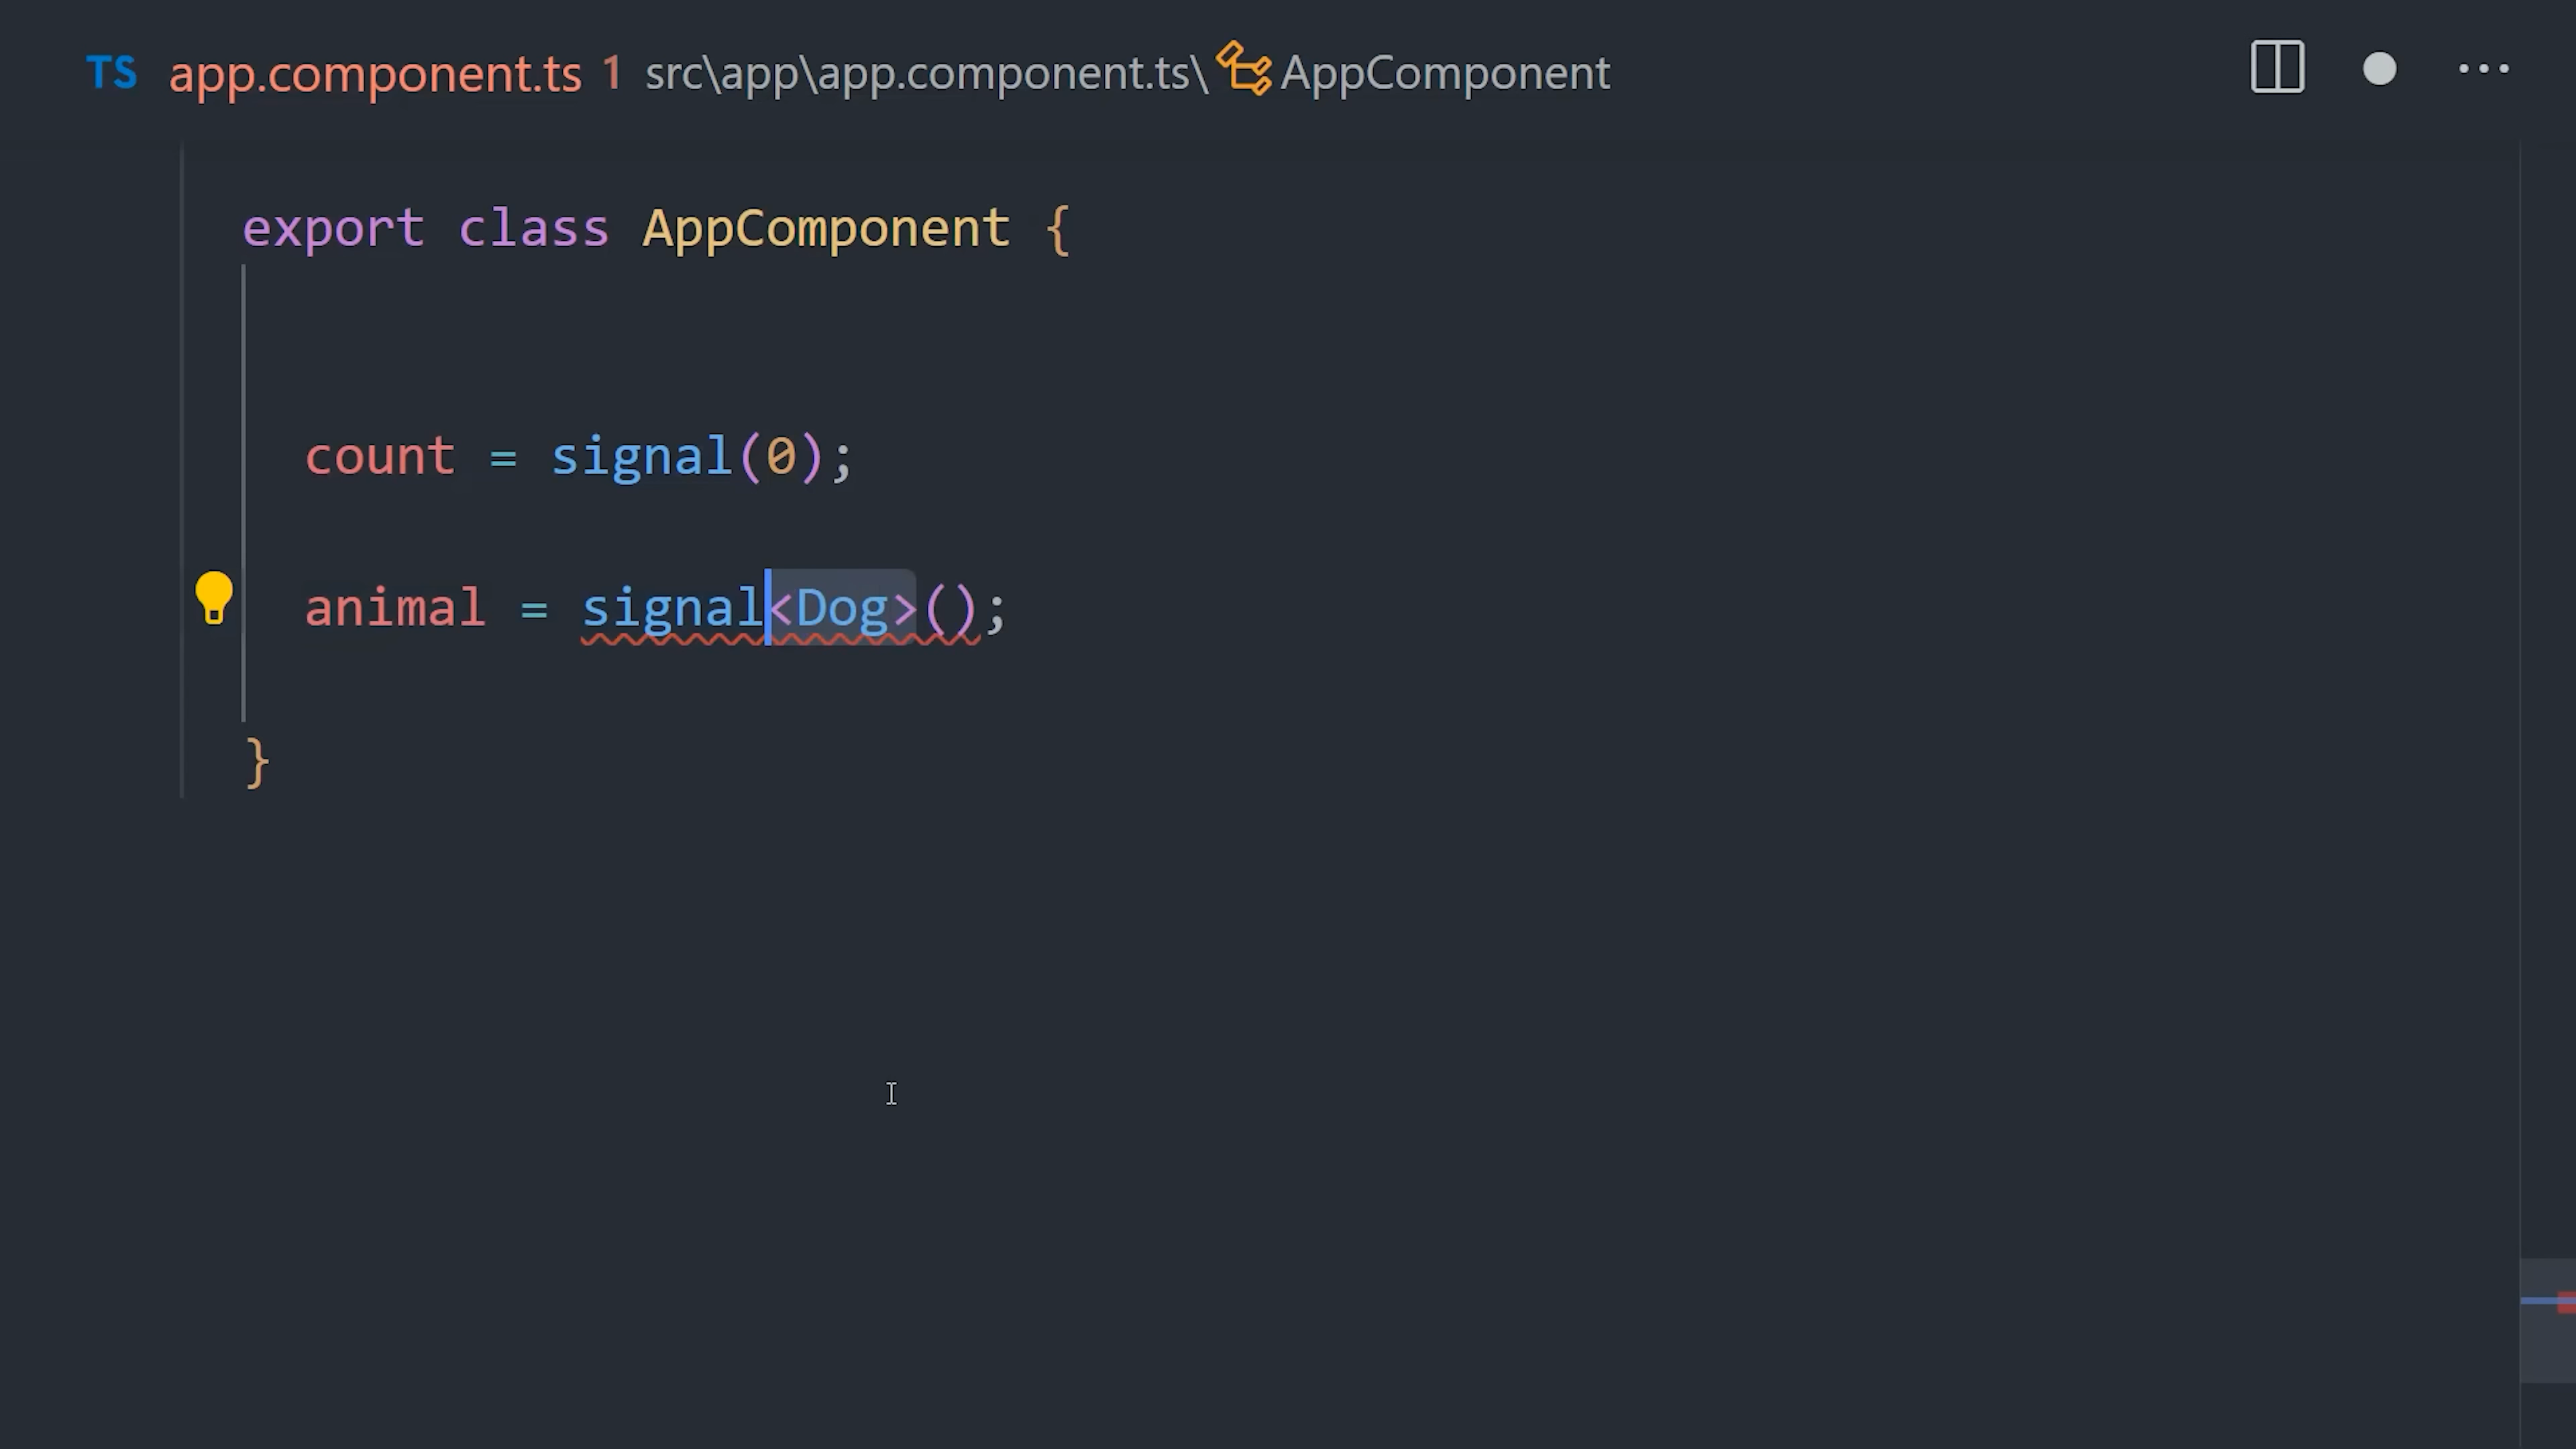 TS app.component.ts 1 src\app\app.component.ts\ AppComponent
export class AppComponent {
count = signal(0);
animal = signal<Dog>();
}